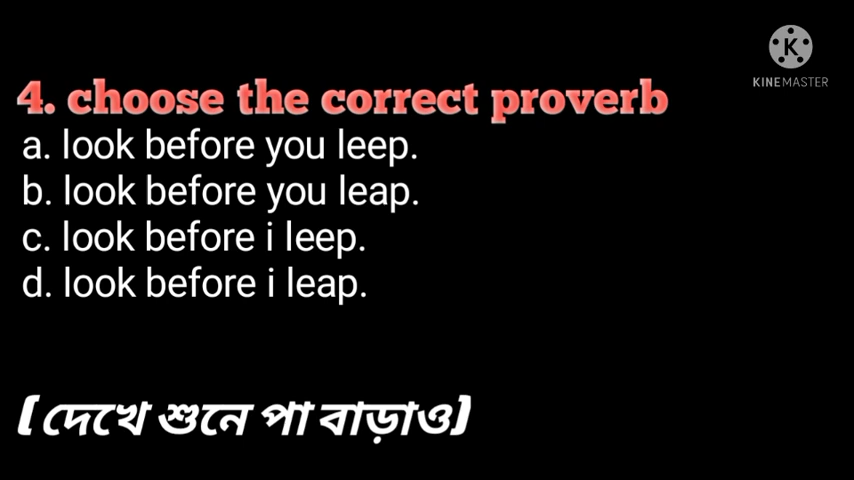 KINEMASTER
4. choose the correct proverb
a. look before you leep.
b. look before you leap.
c. look before i leep.
d. look before i leap.
(দেখে শুনে পা বাড়াও)